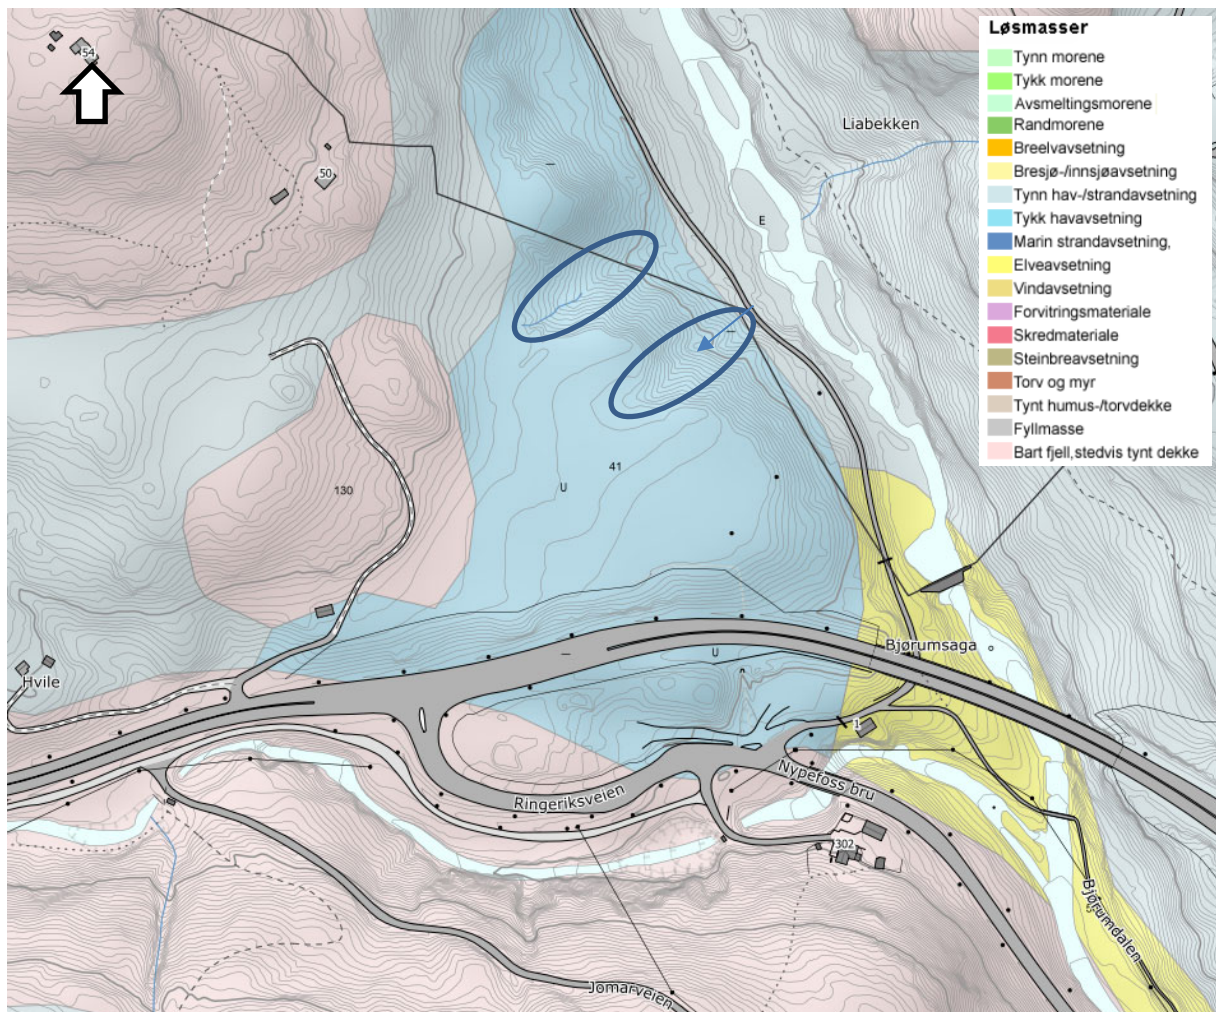 Løsmasser
Tynn morene
Tykk morene
Avsmeltingsmorene
Randmorene
Breelvavsetning
Bresjø-/innsjøavsetning
Tynn hav-/strandavsetning
Tykk havavsetning
Marin strandavsetning,
Elveavsetning
Vindavsetning
Forvitringsmateriale
Skredmateriale
Steinbreavsetning
Torv og myr
Tynt humus-/torvdekke
Fyllmasse
Bart fjell,stedvis tynt dekke
54
Liabekken
50
E
41
130
U
Bjørumsaga
U
Hvile
1
Nypefoss bru
Ringeriksveien
302
Bjørumdalen
Jomarveien